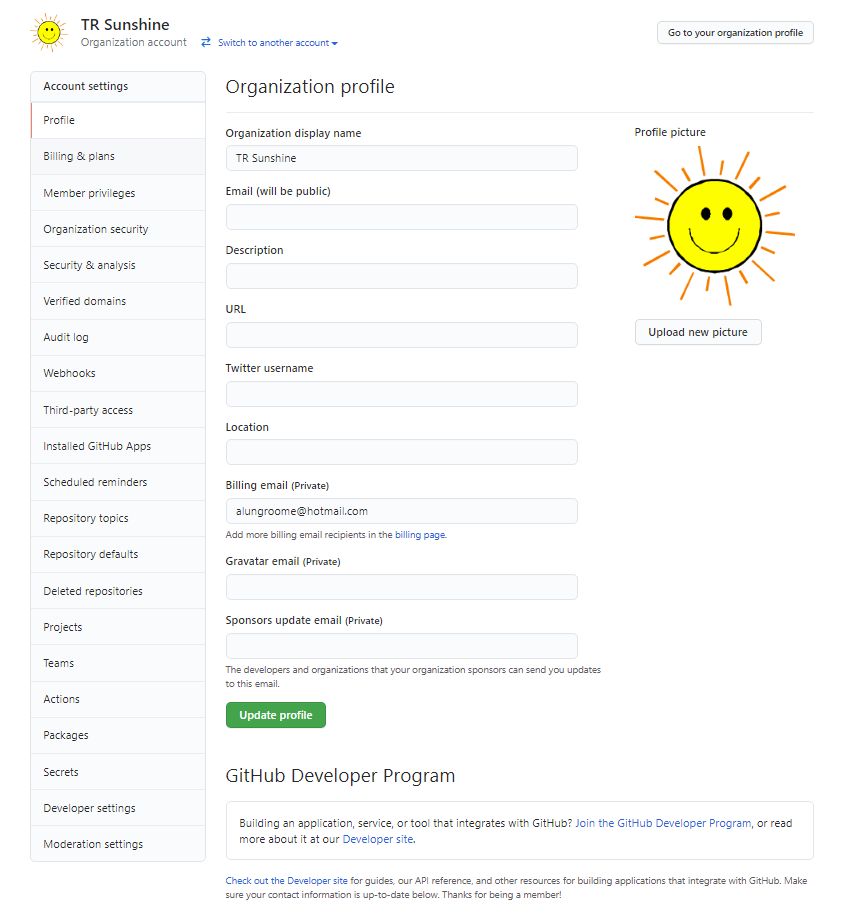 TR Sunshine
Organization account
Switch to another account
Go to your organization profile
Account settings
Profile
Billing & plans
Member privileges
Organization security
Security & analysis
Verified domains
Audit log
Webhooks
Third-party access
Installed GitHub Apps
Scheduled reminders
Repository topics
Repository defaults
Deleted repositories
Projects
Teams
Actions
Packages
Secrets
Developer settings
Moderation settings
Organization profile
Organization display name
TR Sunshine
Email (will be public)
Description
URL
Twitter username
Location
Billing email (Private)
alungroome@hotmail.com
Add more billing email recipients in the billing page.
Gravatar email (Private)
Sponsors update email (Private)
The developers and organizations that your organization sponsors can send you updates
to this email.
Update profile
Profile picture
Upload new picture
GitHub Developer Program
Building an application, service, or tool that integrates with GitHub? Join the GitHub Developer Program, or read
more about it at our Developer site.
Check out the Developer site for guides, our API reference, and other resources for building applications that integrate with GitHub. Make
sure your contact information is up-to-date below. Thanks for being a member!